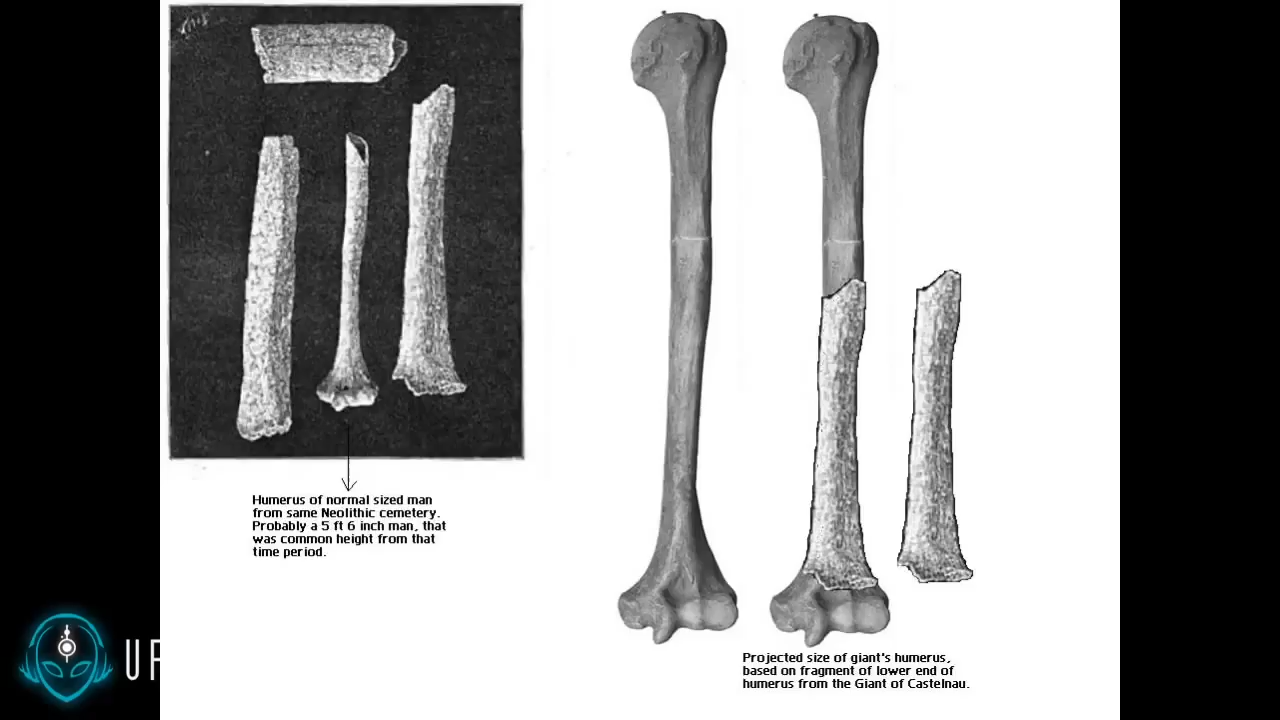 Humerus of normal sized man
from same Neolithic cemetery.
Probably a 5 ft 6 inch man, that
was common height from that
time period.
Projected size of giant's humerus,
based on fragment of lower end of
humerus from the Giant of Castelnau.